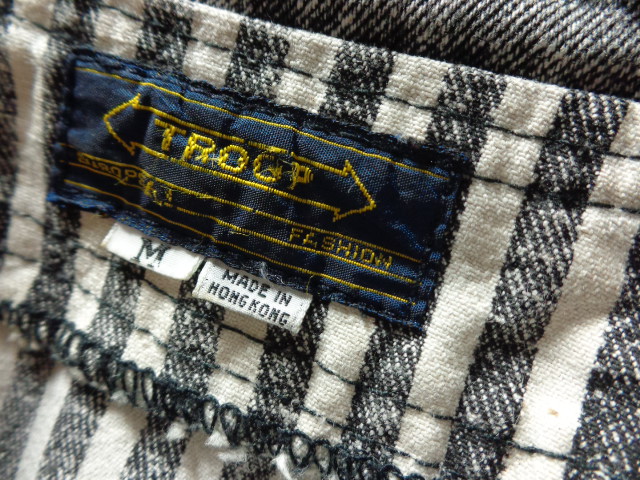 TROOP
FASHION
M
MADE IN
HONG KONG